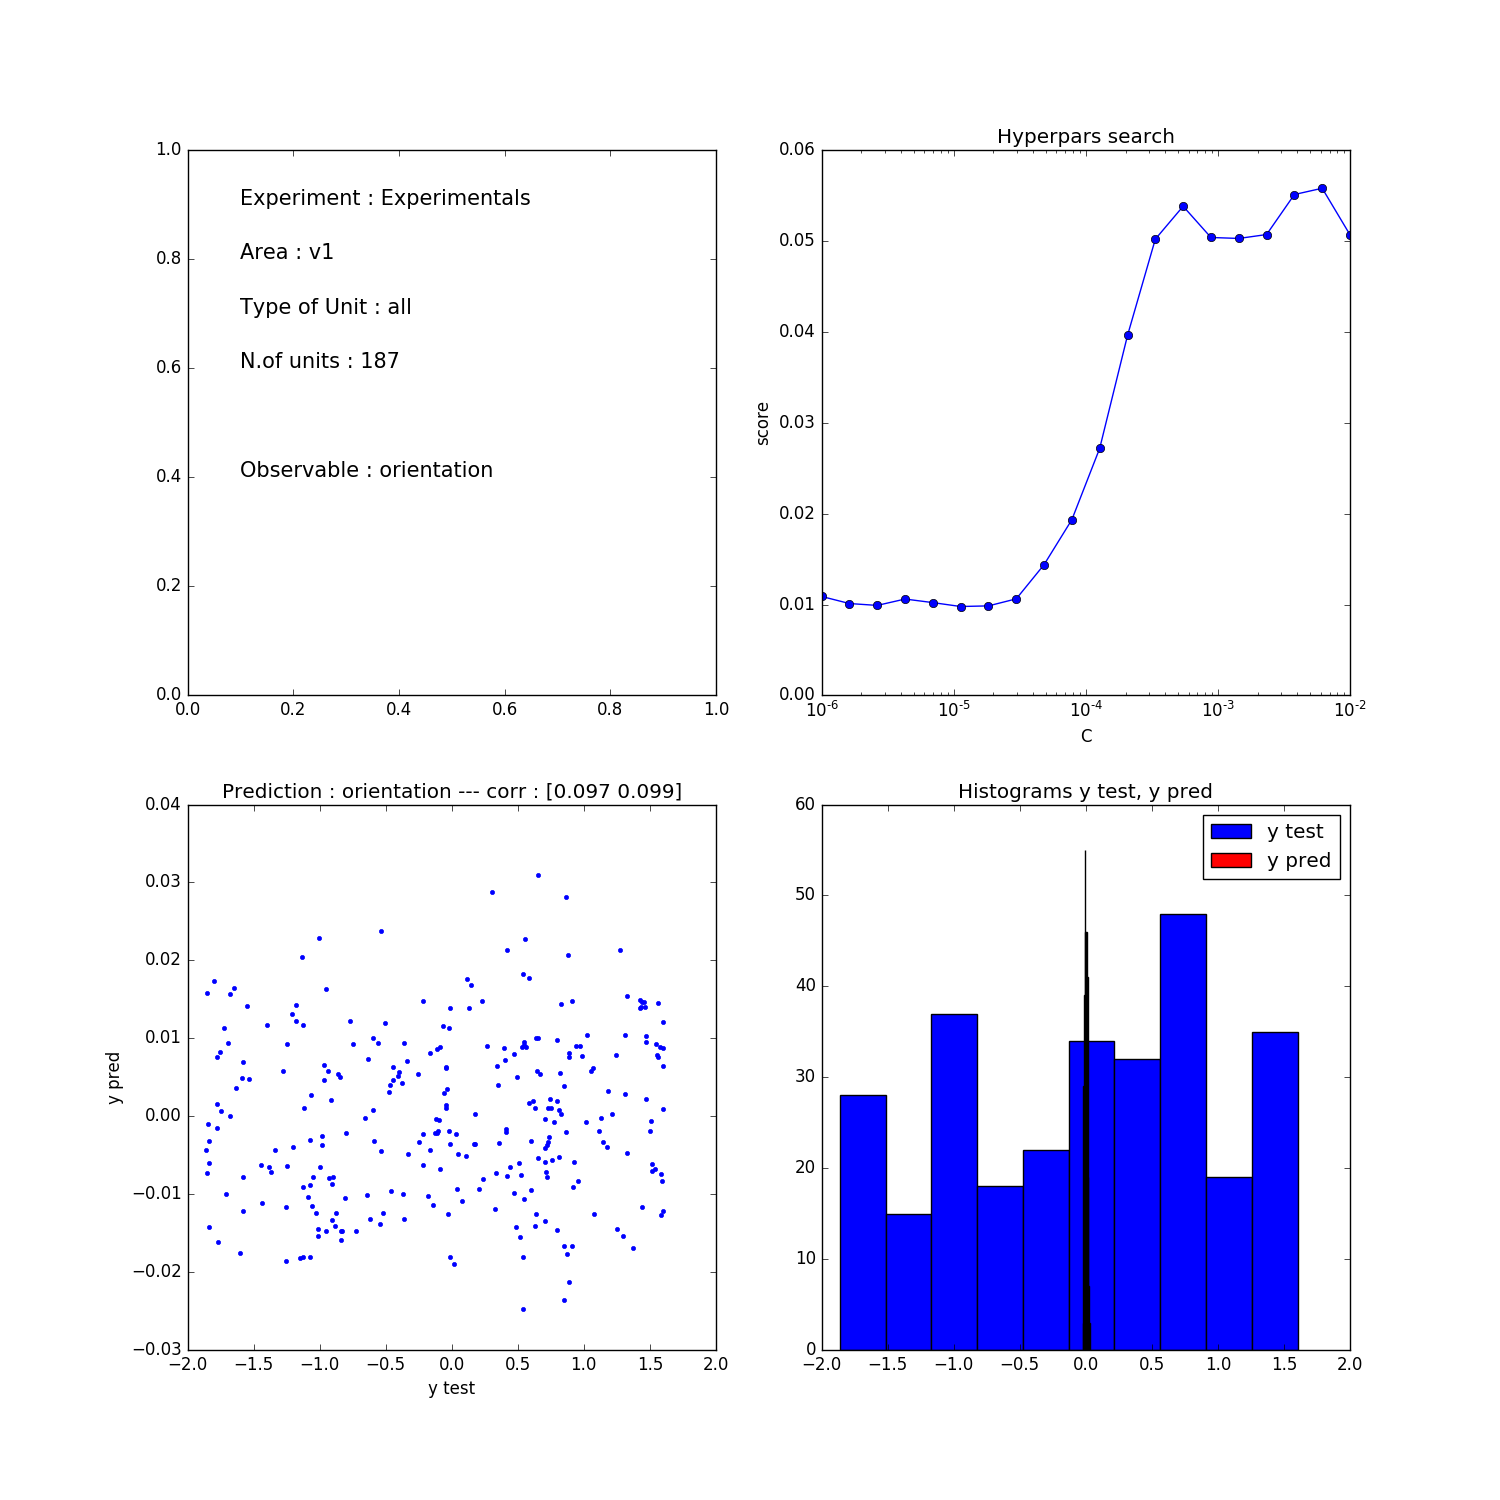 1.0
0.8
0.6
0.4
0.2
0.0
0.0 0.2 0.4 0.6 0.8 1.0
Experiment : Experimentals
Area : v1
Type of Unit : all
N.of units : 187
Observable : orientation
Hyperpars search
0.06
0.05
0.04
0.03
0.02
0.01
0.00
score
10^-6 10^-5 10^-4 10^-3 10^-2
C
Prediction : orientation --- corr : [0.097 0.099]
0.04
0.03
0.02
0.01
0.00
−0.01
−0.02
−0.03
y pred
−2.0 −1.5 −1.0 −0.5 0.0 0.5 1.0 1.5 2.0
y test
Histograms y test, y pred
60
50
40
30
20
10
0
y test
y pred
−2.0 −1.5 −1.0 −0.5 0.0 0.5 1.0 1.5 2.0